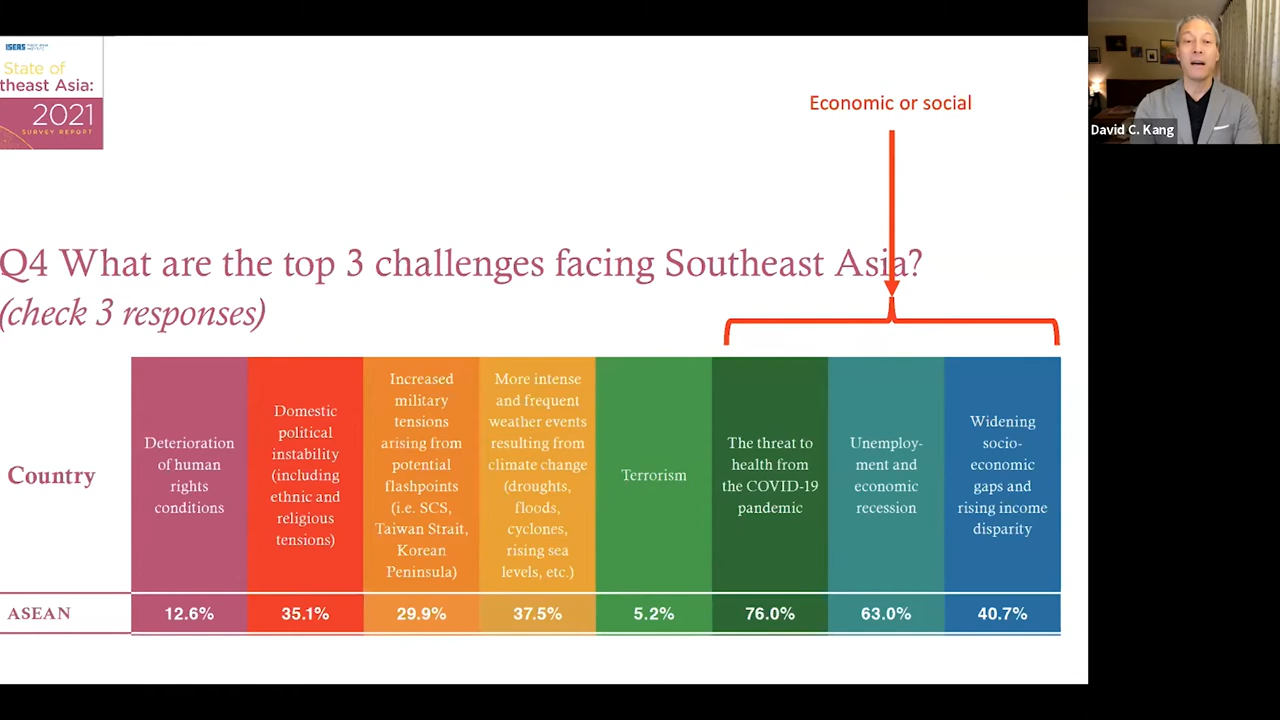 ISEAS
State of
theast Asia:
2021
SURVEY REPORT
Economic or social
David C. Kang
Q4 What are the top 3 challenges facing Southeast Asia?
(check 3 responses)
Country
Deterioration
of human
rights
conditions
Domestic
political
instability
(including
ethnic and
religious
tensions)
Increased
military
tensions
arising from
potential
flashpoints
(i.e. SCS,
Taiwan Strait,
Korean
Peninsula)
More intense
and frequent
weather events
resulting from
climate change
(droughts,
floods,
cyclones,
rising sea
levels, etc.)
Terrorism
The threat to
health from
the COVID-19
pandemic
Unemploy-
ment and
economic
recession
Widening
socio-
economic
gaps and
rising income
disparity
ASEAN 12.6% 35.1% 29.9% 37.5% 5.2% 76.0% 63.0% 40.7%